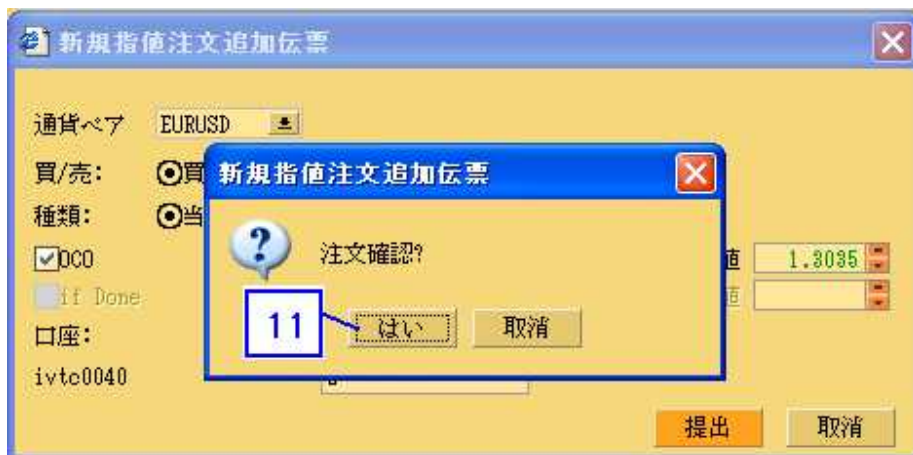 新規指値注文追加伝票
通貨ペア EURUSD
買/売: 買
新規指値注文追加伝票
種類: 当
注文確認?
OCO 値 1.3035
if Done 値
11 はい 取消
口座:
ivtc0040
提出 取消